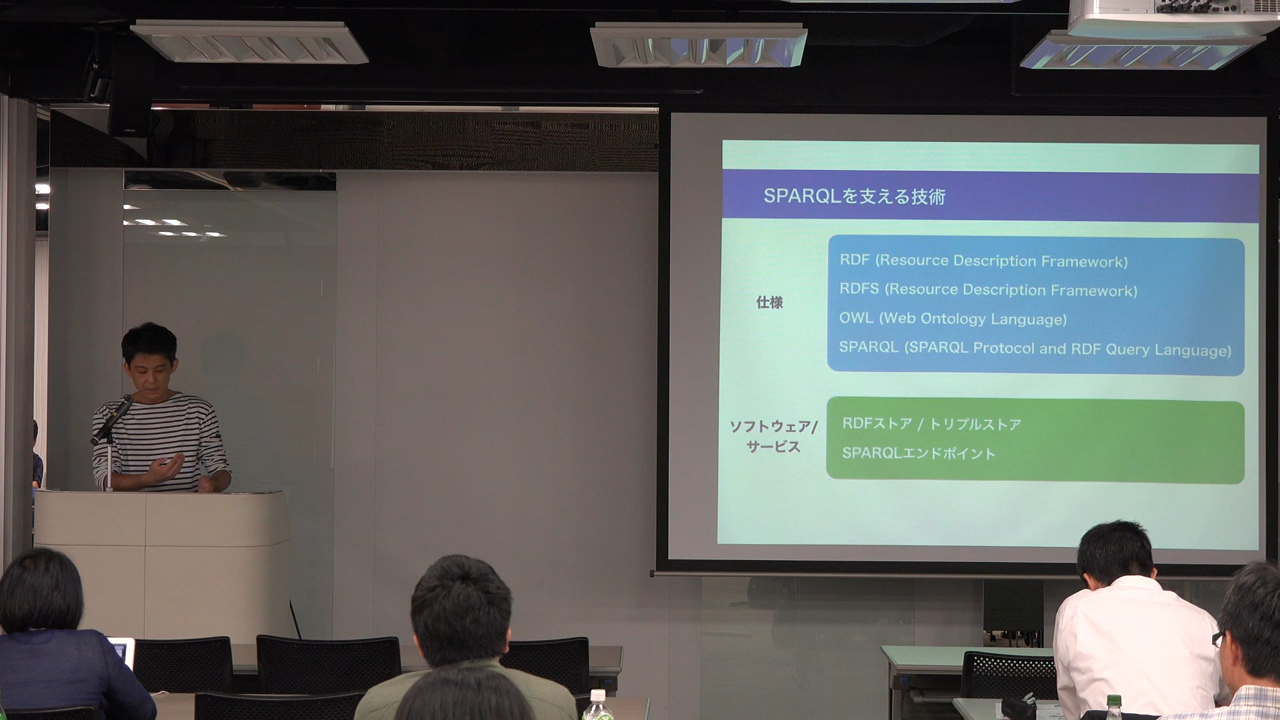 SPARQLを支える技術
仕様
RDF (Resource Description Framework)
RDFS (Resource Description Framework)
OWL (Web Ontology Language)
SPARQL (SPARQL Protocol and RDF Query Language)
ソフトウェア/
サービス
RDFストア / トリプルストア
SPARQLエンドポイント